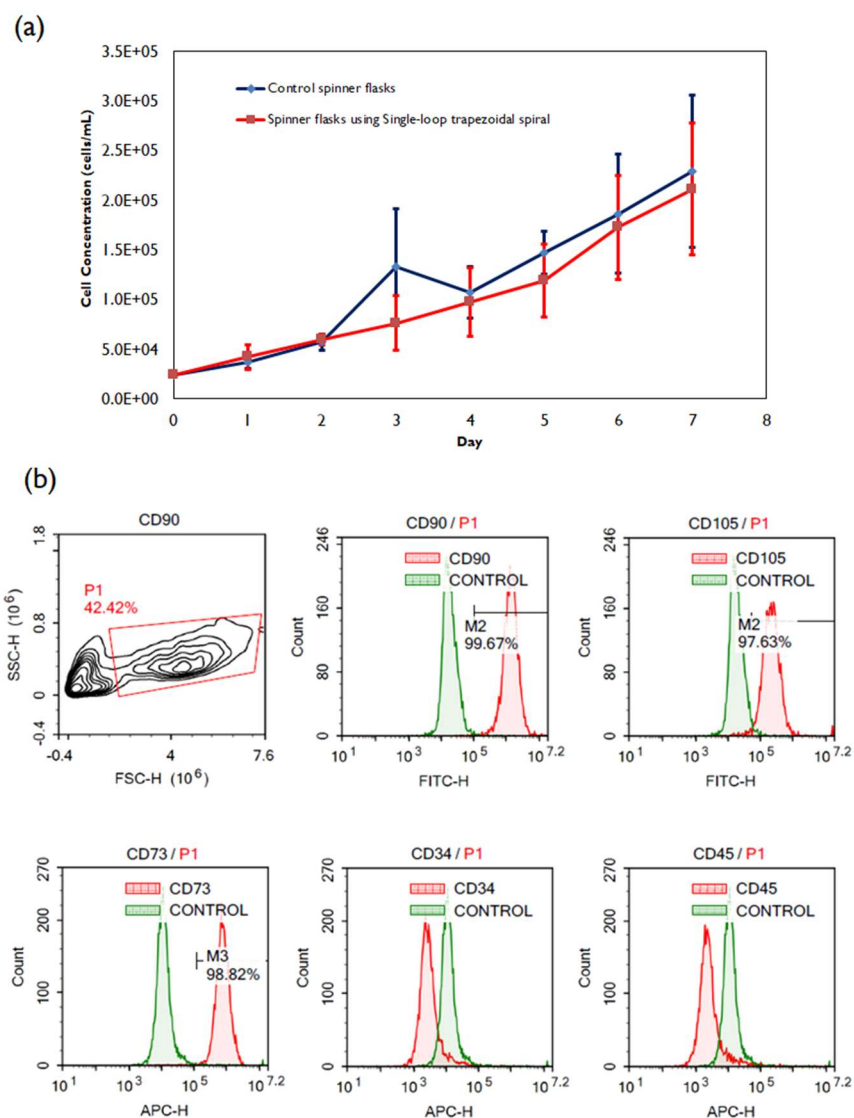 (a)
3.5E+05
3.0E+05
2.5E+05
2.0E+05
1.5E+05
1.0E+05
5.0E+04
0.0E+00
Cell Concentration (cells/mL)
Control spinner flasks
Spinner flasks using Single-loop trapezoidal spiral
0 1 2 3 4 5 6 7 8
Day
(b)
CD90
1.8
0.8
0
-0.4
SSC-H (10^6)
P1
42.42%
-0.4 4 7.6
FSC-H (10^6)
CD90 / P1
246
160
80
0
Count
CD90
CONTROL
M2
99.67%
10^1 10^3 10^5 10^7.2
FITC-H
CD105 / P1
246
160
80
0
Count
CD105
CONTROL
M2
97.63%
10^1 10^3 10^5 10^7.2
FITC-H
CD73 / P1
270
200
100
0
Count
CD73
CONTROL
M3
98.82%
10^1 10^3 10^5 10^7.2
APC-H
CD34 / P1
270
200
100
0
Count
CD34
CONTROL
10^1 10^3 10^5 10^7.2
APC-H
CD45 / P1
270
200
100
0
Count
CD45
CONTROL
10^1 10^3 10^5 10^7.2
APC-H